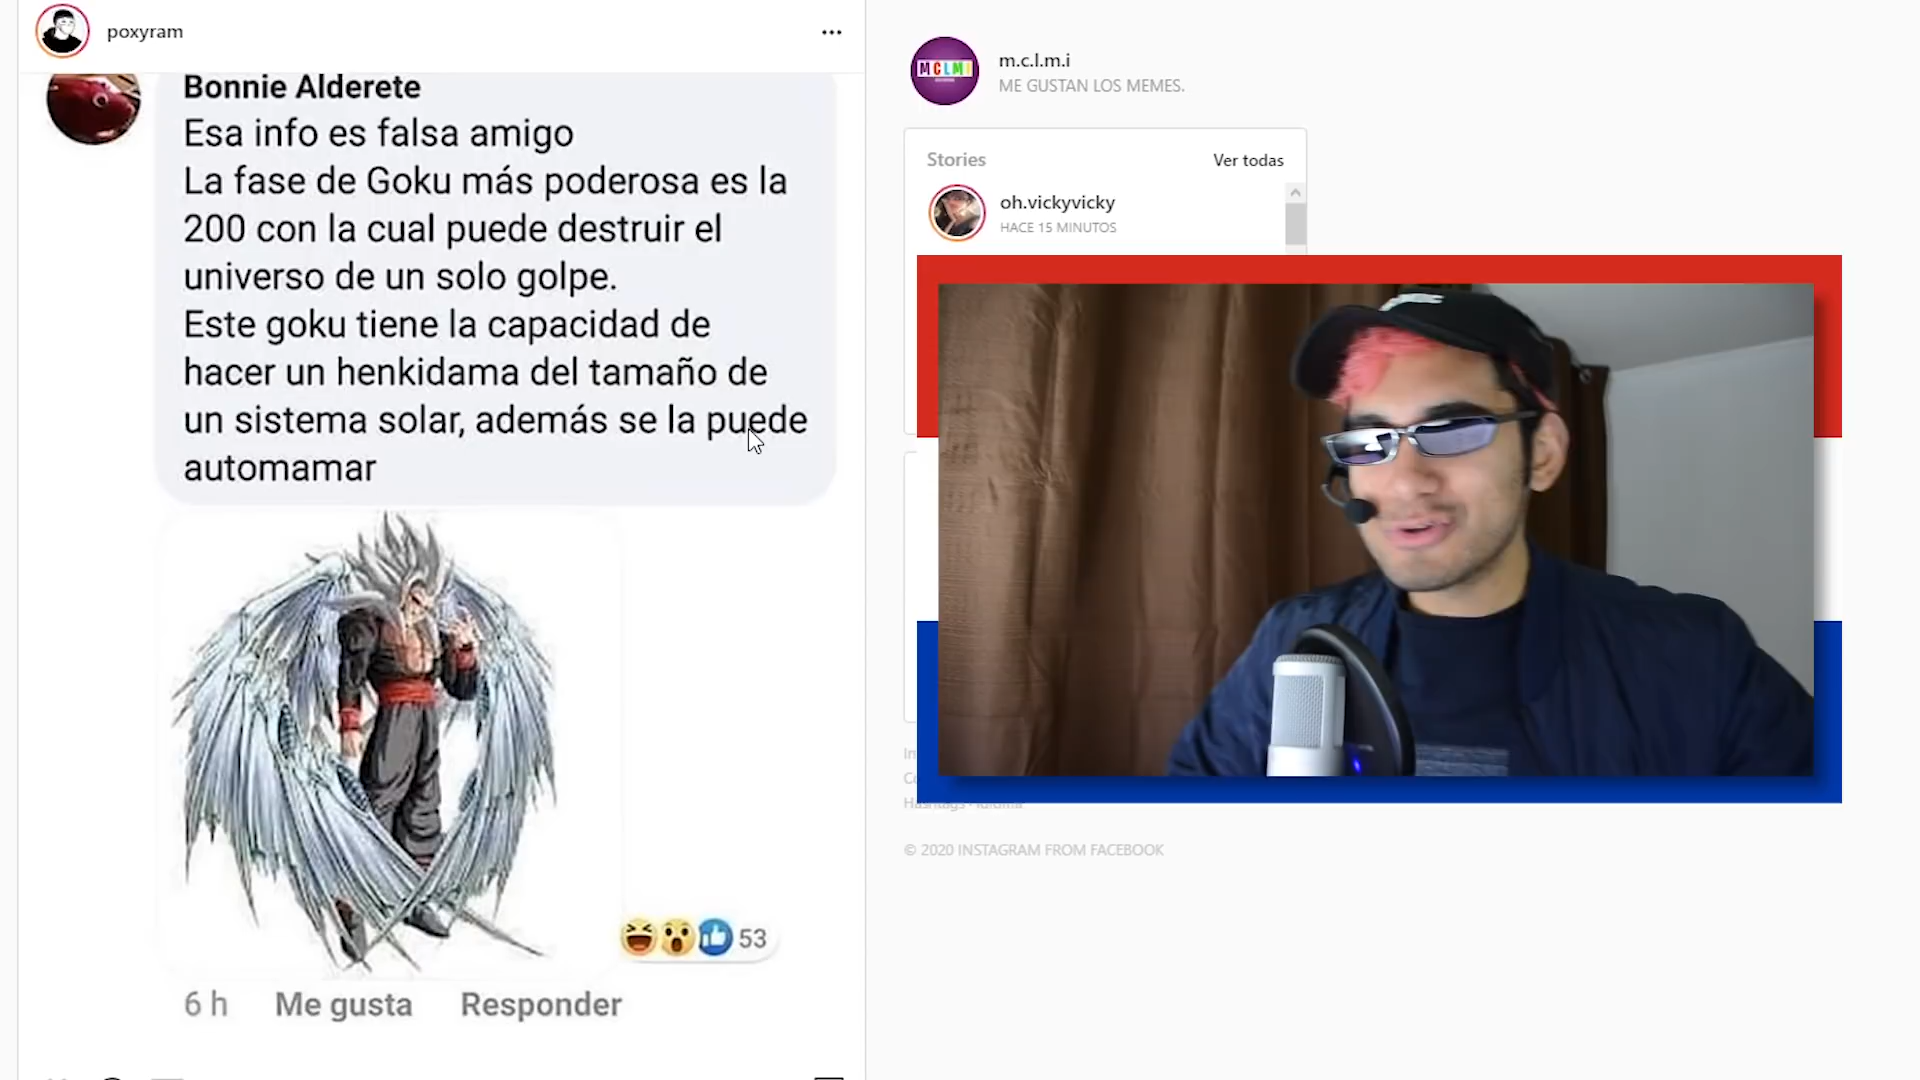 poxyram
Bonnie Alderete
Esa info es falsa amigo
La fase de Goku más poderosa es la
200 con la cual puede destruir el
universo de un solo golpe.
Este goku tiene la capacidad de
hacer un henkidama del tamaño de
un sistema solar, además se la puede
automamar
53
6 h Me gusta Responder
MCLMI
m.c.l.m.i
ME GUSTAN LOS MEMES.
Stories Ver todas
oh.vickyvicky
HACE 15 MINUTOS
© 2020 INSTAGRAM FROM FACEBOOK